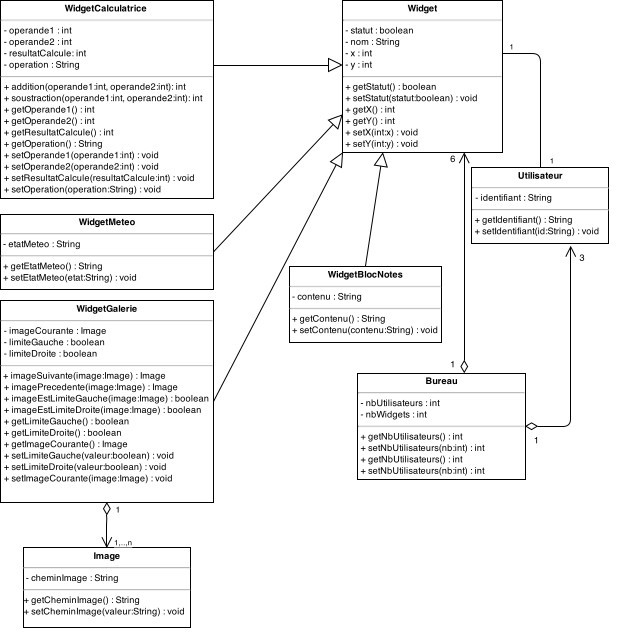 WidgetCalculatrice
- operande1 : int
- operande2 : int
- resultatCalcule: int
- operation : String
+ addition(operande1:int, operande2:int): int
+ soustraction(operande1:int, operande2:int): int
+ getOperande1() : int
+ getOperande2() : int
+ getResultatCalcule() : int
+ getOperation() : String
+ setOperande1(operande1:int) : void
+ setOperande2(operande2:int) : void
+ setResultatCalcule(resultatCalcule:int) : void
+ setOperation(operation:String) : void
Widget
- statut : boolean
- nom : String
- x : int
- y : int
+ getStatut() : boolean
+ setStatut(statut:boolean) : void
+ getX() : int
+ getY() : int
+ setX(int:x) : void
+ setY(int:y) : void
1
1
6
Utilisateur
- identifiant : String
+ getIdentifiant() : String
+ setIdentifiant(id:String) : void
3
WidgetMeteo
- etatMeteo : String
+ getEtatMeteo() : String
+ setEtatMeteo(etat:String) : void
WidgetBlocNotes
- contenu : String
+ getContenu() : String
+ setContenu(contenu:String) : void
WidgetGalerie
- imageCourante : Image
- limiteGauche : boolean
- limiteDroite : boolean
+ imageSuivante(image:Image) : Image
+ imagePrecedente(image:Image) : Image
+ imageEstLimiteGauche(image:Image) : boolean
+ imageEstLimiteDroite(image:Image) : boolean
+ getLimiteGauche() : boolean
+ getLimiteDroite() : boolean
+ getImageCourante() : Image
+ setLimiteGauche(valeur:boolean) : void
+ setLimiteDroite(valeur:boolean) : void
+ setImageCourante(image:Image) : void
1
Bureau
- nbUtilisateurs : int
- nbWidgets : int
+ getNbUtilisateurs() : int
+ setNbUtilisateurs(nb:int) : int
+ getNbUtilisateurs() : int
+ setNbUtilisateurs(nb:int) : int
1
1
1,..,n
Image
- cheminImage : String
+ getCheminImage() : String
+ setCheminImage(valeur:String) : void